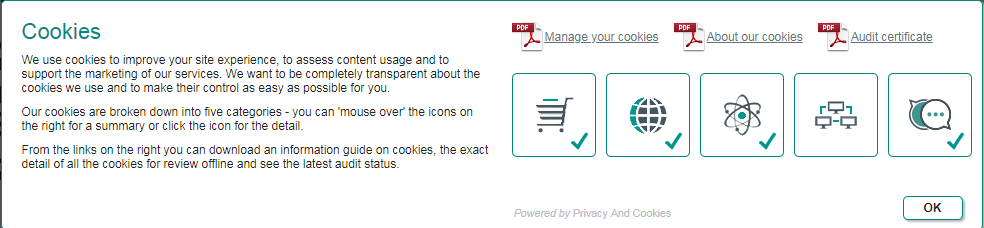 Cookies
We use cookies to improve your site experience, to assess content usage and to
support the marketing of our services. We want to be completely transparent about the
cookies we use and to make their control as easy as possible for you.
Our cookies are broken down into five categories - you can 'mouse over' the icons on
the right for a summary or click the icon for the detail.
From the links on the right you can download an information guide on cookies, the exact
detail of all the cookies for review offline and see the latest audit status.
PDF Manage your cookies PDF About our cookies PDF Audit certificate
Powered by Privacy And Cookies
OK